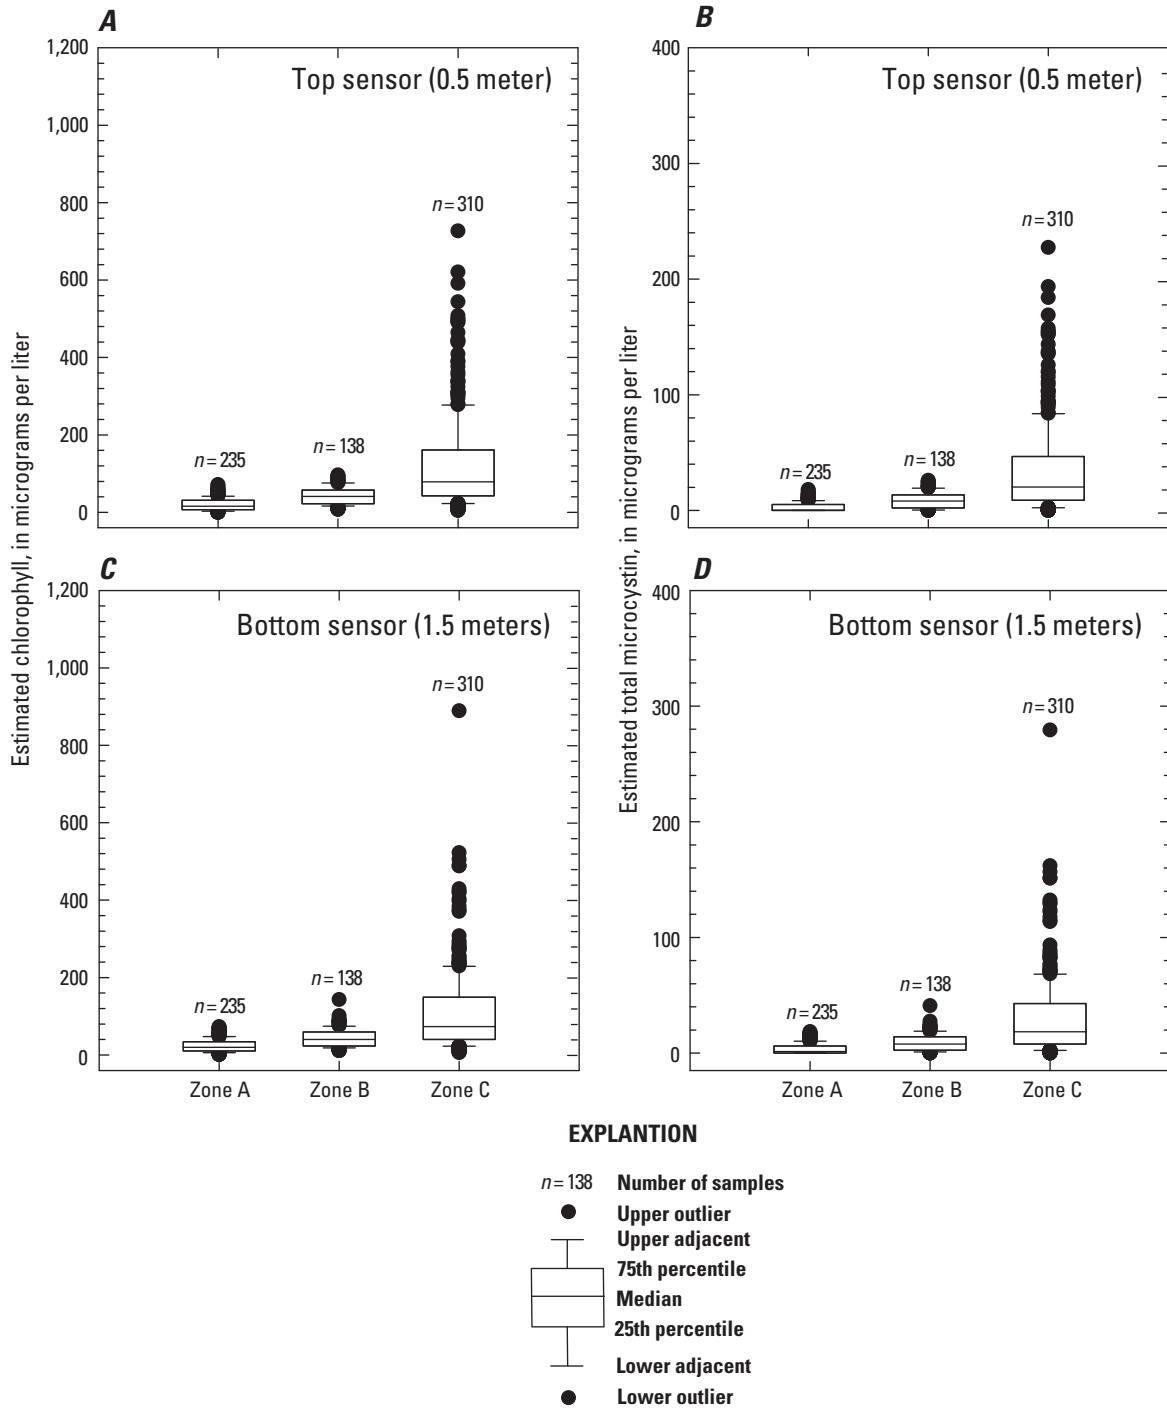 A
Top sensor (0.5 meter)
1,200
1,000
800
600
400
200
0
n=235
n=138
n=310
B
Top sensor (0.5 meter)
400
300
200
100
0
n=235
n=138
n=310
Estimated chlorophyll, in micrograms per liter
Estimated total microcystin, in micrograms per liter
C
Bottom sensor (1.5 meters)
1,200
1,000
800
600
400
200
0
n=235
n=138
n=310
Zone A
Zone B
Zone C
D
Bottom sensor (1.5 meters)
400
300
200
100
0
n=235
n=138
n=310
Zone A
Zone B
Zone C
EXPLANTION
n=138 Number of samples
Upper outlier
Upper adjacent
75th percentile
Median
25th percentile
Lower adjacent
Lower outlier